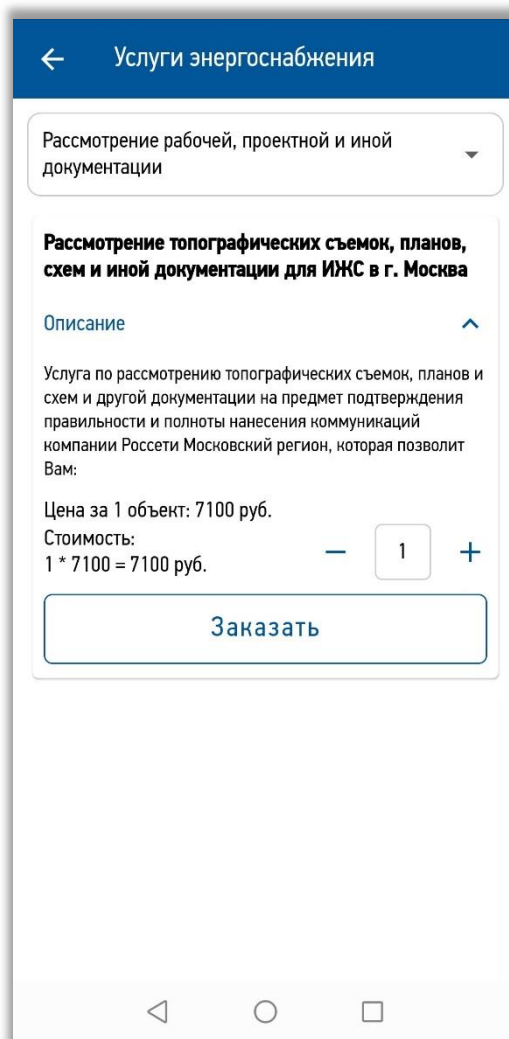 Услуги энергоснабжения
Рассмотрение рабочей, проектной и иной
документации
Рассмотрение топографических съемок, планов,
схем и иной документации для ИЖС в г. Москва
Описание
Услуга по рассмотрению топографических съемок, планов и
схем и другой документации на предмет подтверждения
правильности и полноты нанесения коммуникаций
компании Россети Московский регион, которая позволит
Вам:
Цена за 1 объект: 7100 руб.
Стоимость:
1 * 7100 = 7100 руб.
1
Заказать